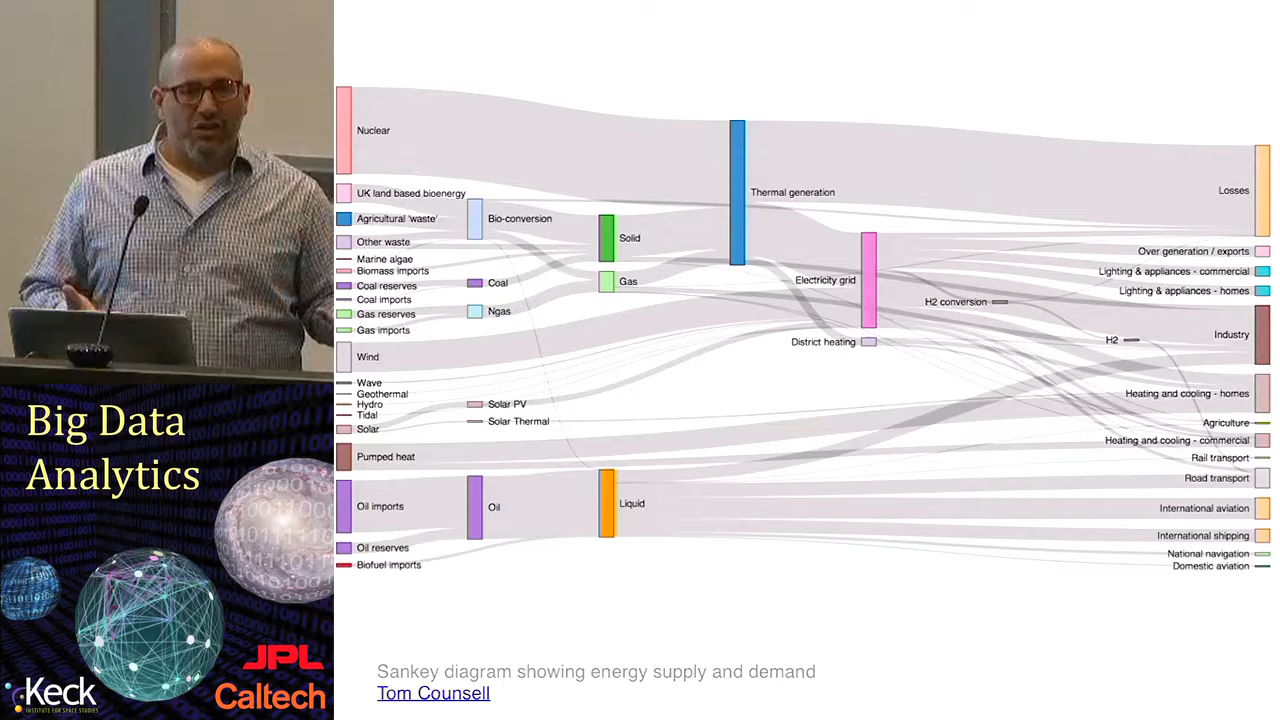 Big Data
Analytics
Keck
INSTITUTE FOR SPACE STUDIES
JPL
Caltech
Nuclear
UK land based bioenergy
Agricultural 'waste'
Other waste
Marine algae
Biomass imports
Coal reserves
Coal imports
Gas reserves
Gas imports
Wind
Wave
Geothermal
Hydro
Tidal
Solar
Pumped heat
Oil imports
Oil reserves
Biofuel imports
Bio-conversion
Coal
Ngas
Solar PV
Solar Thermal
Oil
Solid
Gas
Liquid
Thermal generation
Electricity grid
District heating
H2 conversion
H2
Losses
Over generation / exports
Lighting & appliances - commercial
Lighting & appliances - homes
Industry
Heating and cooling - homes
Agriculture
Heating and cooling - commercial
Rail transport
Road transport
International aviation
International shipping
National navigation
Domestic aviation
Sankey diagram showing energy supply and demand
Tom Counsell